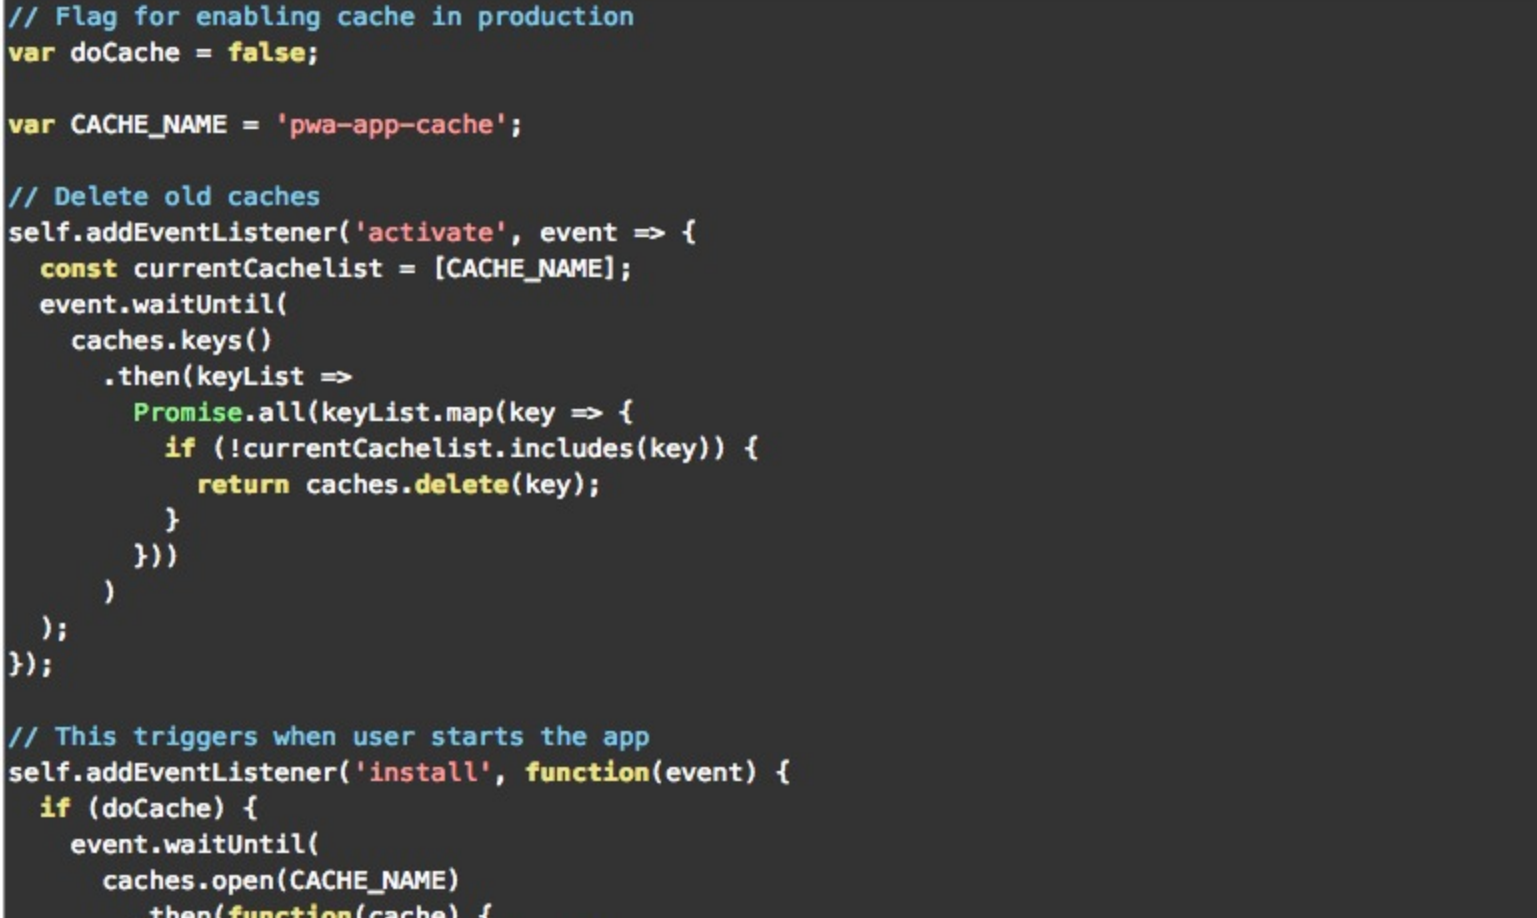 // Flag for enabling cache in production
var doCache = false;

var CACHE_NAME = 'pwa-app-cache';

// Delete old caches
self.addEventListener('activate', event => {
  const currentCachelist = [CACHE_NAME];
  event.waitUntil(
    caches.keys()
      .then(keyList =>
        Promise.all(keyList.map(key => {
          if (!currentCachelist.includes(key)) {
            return caches.delete(key);
          }
        }))
      )
  );
});

// This triggers when user starts the app
self.addEventListener('install', function(event) {
  if (doCache) {
    event.waitUntil(
      caches.open(CACHE_NAME)
        .then(function(cache) {